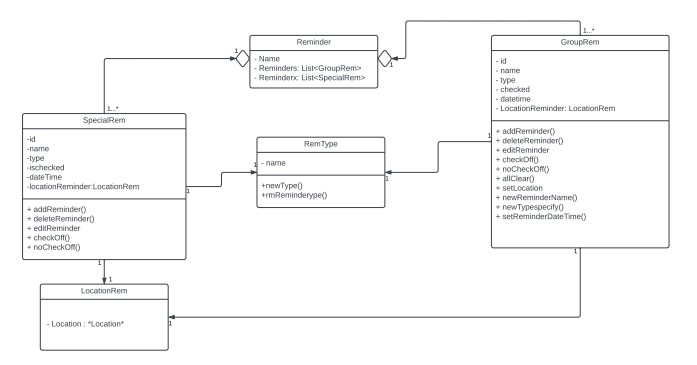 Reminder
- Name
- Reminders: List<GroupRem>
- Reminderx: List<SpecialRem>
1
1
1...*
1...*
GroupRem
- id
- name
- type
- checked
- datetime
- LocationReminder: LocationRem
+ addReminder()
+ deleteReminder()
+ editReminder
+ checkOff()
+ noCheckOff()
+ allClear()
+ setLocation
+ newReminderName()
+ newTypespecify()
+ setReminderDateTime()
1
1
SpecialRem
-id
-name
-type
-ischecked
-dateTime
-locationReminder:LocationRem
+ addReminder()
+ deleteReminder()
+ editReminder
+ checkOff()
+ noCheckOff()
1
1
RemType
- name
+newType()
+rmReminderype()
1
1
LocationRem
- Location : *Location*
1
1